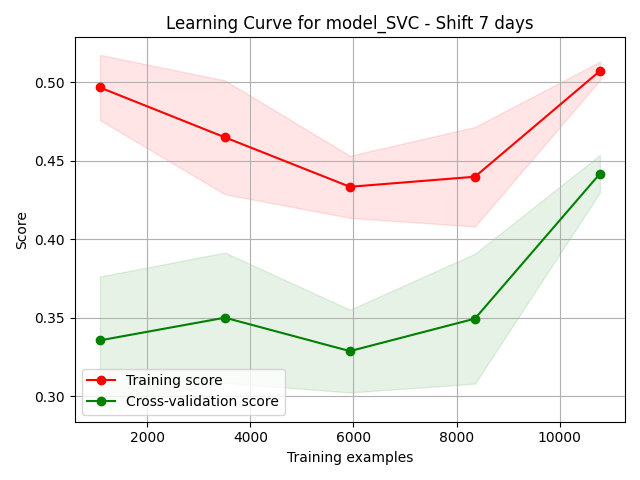 Learning Curve for model_SVC - Shift 7 days
Score
0.50
0.45
0.40
0.35
0.30
Training score
Cross-validation score
2000 4000 6000 8000 10000
Training examples